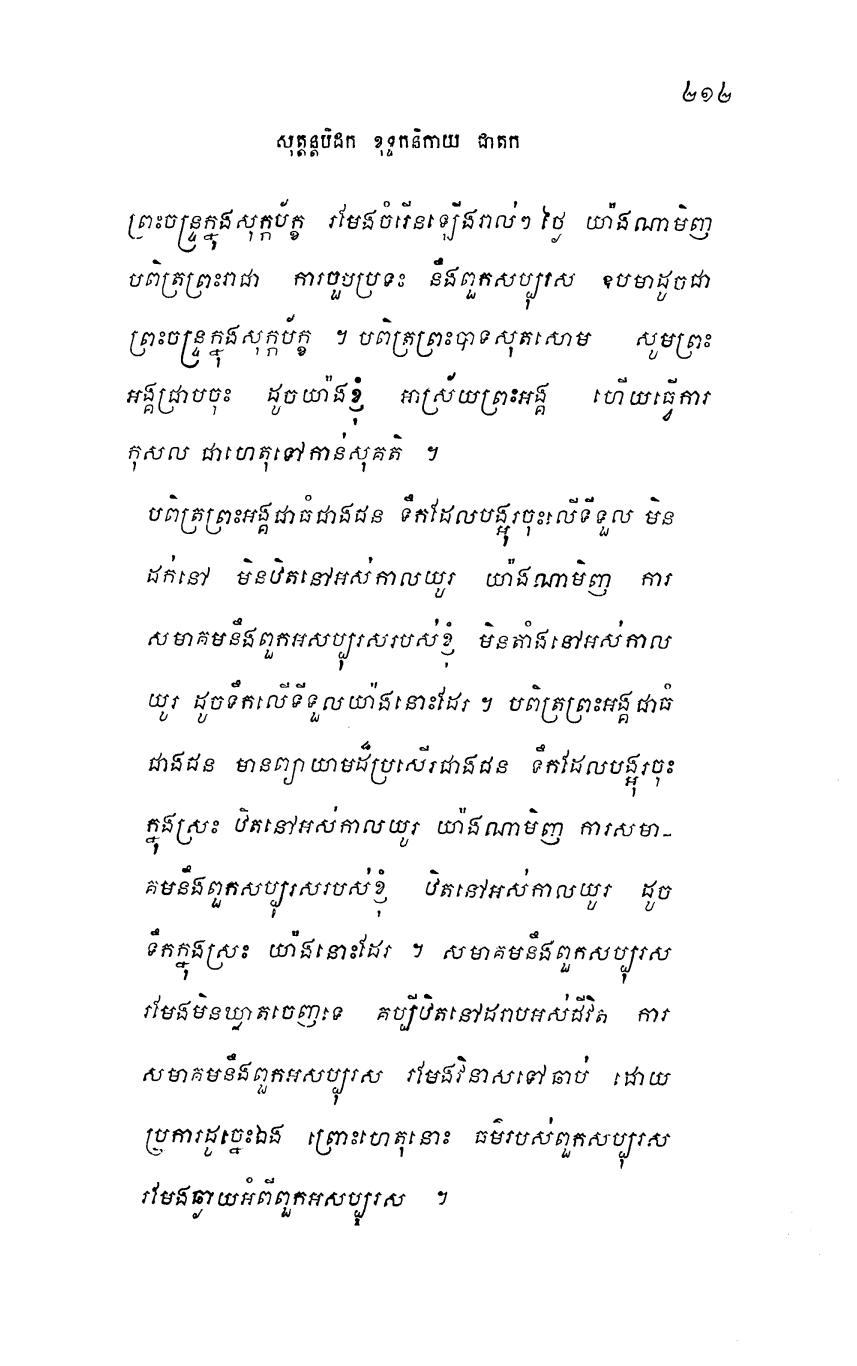 ២១២
សុត្តន្តបិដក ខុទ្ទកនិកាយ ជាតក
ព្រះចន្ទ្រក្នុងសុក្កប័ក្ខ រមែងចំរើនឡើងរាល់ៗ ថ្ងៃ យ៉ាងណាមិញ
បពិត្រព្រះរាជា ការចួបប្រទះ នឹងពួកសប្បុរស ឧបមាដូចជា
ព្រះចន្ទ្រក្នុងសុក្កប័ក្ខ ។ បពិត្រព្រះបាទសុតសោម សូមព្រះ
អង្គជ្រាបចុះ ដូចយ៉ាងខ្ញុំ អាស្រ័យព្រះអង្គ ហើយធ្វើការ
កុសល ជាហេតុទៅកាន់សុគតិ ។
បពិត្រព្រះអង្គជាធំជាងជន ទឹកដែលបង្អុរចុះលើទីទួល មិន
ដក់នៅ មិនឋិតនៅអស់កាលយូរ យ៉ាងណាមិញ ការ
សមាគមនឹងពួកអសប្បុរសរបស់ខ្ញុំ មិនតាំងនៅអស់កាល
យូរ ដូចទឹកលើទីទួលយ៉ាងនោះដែរ ។ បពិត្រព្រះអង្គជាធំ
ជាងជន មានព្យាយាមដ៏ប្រសើរជាងជន ទឹកដែលបង្អុរចុះ
ក្នុងស្រះ ឋិតនៅអស់កាលយូរ យ៉ាងណាមិញ ការសមា-
គមនឹងពួកសប្បុរសរបស់ខ្ញុំ ឋិតនៅអស់កាលយូរ ដូច
ទឹកក្នុងស្រះ យ៉ាងនោះដែរ ។ សមាគមនឹងពួកសប្បុរស
រមែងមិនឃ្លាតចេញទេ គប្បីឋិតនៅដរាបអស់ជីវិត ការ
សមាគមនឹងពួកអសប្បុរស រមែងវិនាសទៅឆាប់ ដោយ
ប្រការដូច្នេះឯង ព្រោះហេតុនោះ ធម៌របស់ពួកសប្បុរស
រមែងឆ្ងាយអំពីពួកអសប្បុរស ។